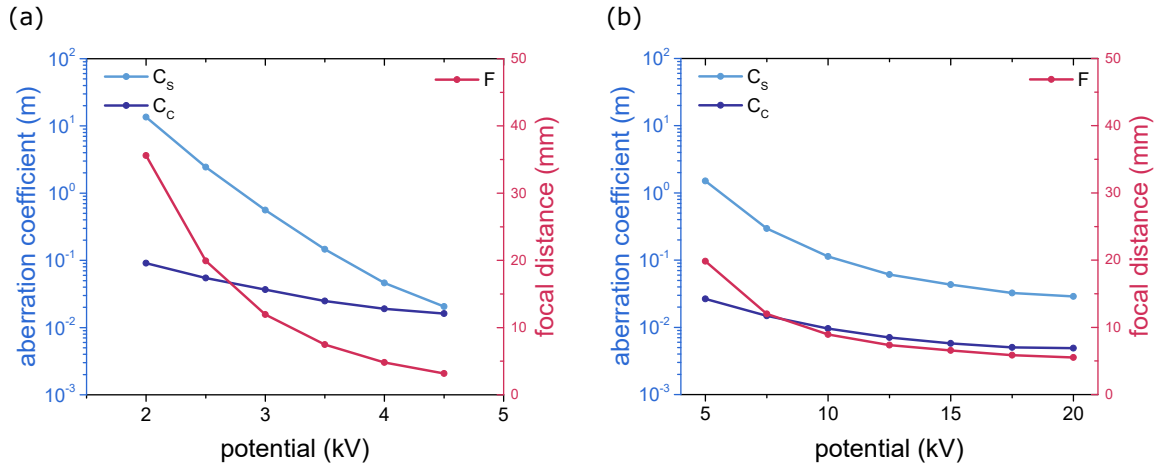 (a)
aberration coefficient (m)
10²
10¹
10⁰
10⁻¹
10⁻²
10⁻³
C_S
C_C
F
50
40
30
20
10
0
focal distance (mm)
2
3
4
5
potential (kV)
(b)
aberration coefficient (m)
10²
10¹
10⁰
10⁻¹
10⁻²
10⁻³
C_S
C_C
F
50
40
30
20
10
0
focal distance (mm)
5
10
15
20
potential (kV)